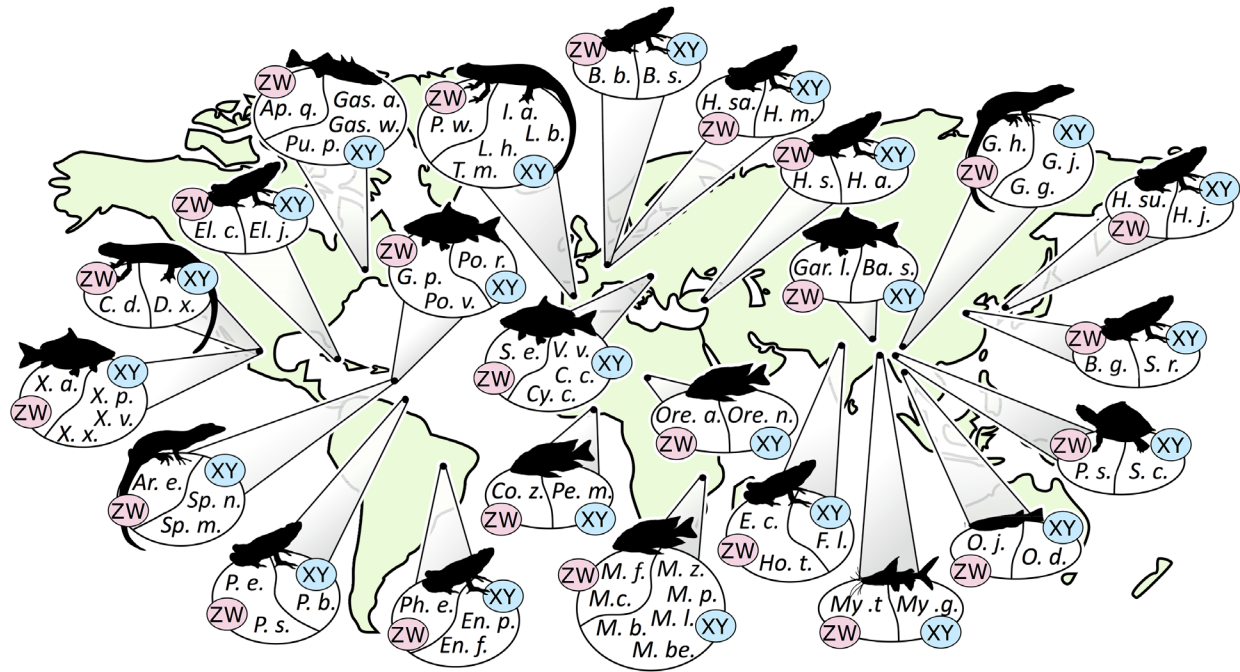 ZW
XY
B. b.
B. s.
ZW
Ap. q.
Gas. a.
Gas. w.
Pu. p.
XY
ZW
P. w.
I. a.
L. b.
L. h.
T. m.
XY
XY
H. sa.
H. m.
ZW
ZW
XY
H. s.
H. a.
XY
G. h.
G. j.
ZW
G. g.
XY
H. su.
H. j.
ZW
ZW
XY
El. c.
El. j.
ZW
XY
C. d.
D. x.
ZW
Po. r.
G. p.
XY
Po. v.
Gar. l.
Ba. s.
ZW
XY
S. e.
V. v.
XY
C. c.
ZW
Cy. c.
ZW
XY
B. g.
S. r.
X. a.
XY
X. p.
ZW
X. v.
X. x.
Ore. a.
Ore. n.
ZW
XY
Ar. e.
XY
Sp. n.
ZW
Sp. m.
ZW
XY
P. s.
S. c.
Co. z.
Pe. m.
ZW
XY
E. c.
XY
F. l.
ZW
Ho. t.
XY
O. j.
O. d.
ZW
P. e.
XY
P. b.
ZW
P. s.
Ph. e.
XY
En. p.
ZW
En. f.
ZW
M. f.
M. z.
M.c.
M. p.
M. b.
M. l.
XY
M. be.
My .t
My .g.
ZW
XY